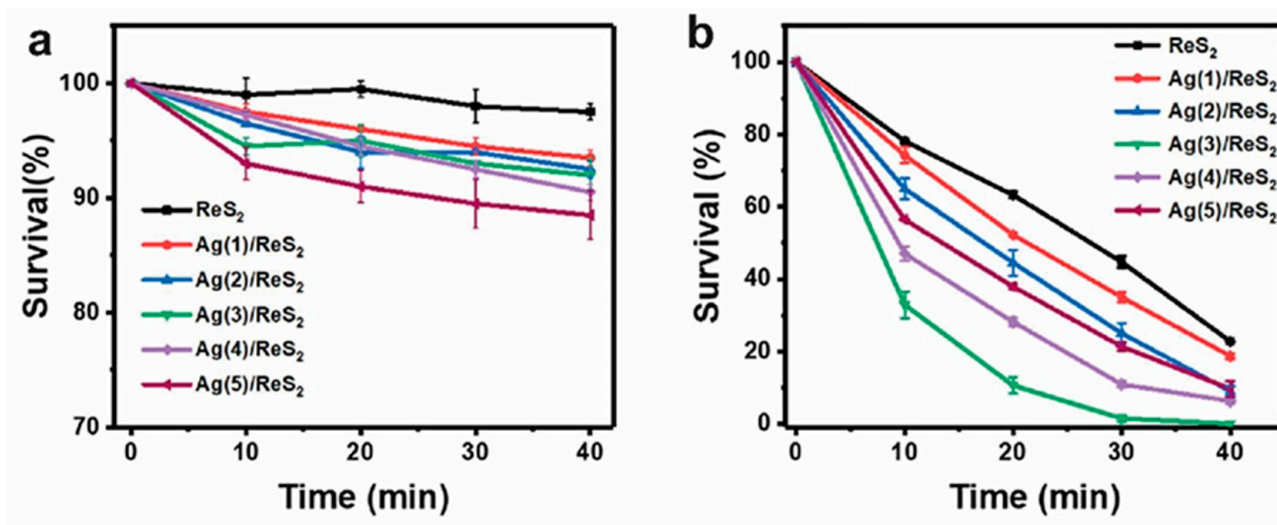 a
Survival(%)
100
90
80
70
0
10
20
30
40
Time (min)
ReS₂
Ag(1)/ReS₂
Ag(2)/ReS₂
Ag(3)/ReS₂
Ag(4)/ReS₂
Ag(5)/ReS₂
b
Survival (%)
100
80
60
40
20
0
0
10
20
30
40
Time (min)
ReS₂
Ag(1)/ReS₂
Ag(2)/ReS₂
Ag(3)/ReS₂
Ag(4)/ReS₂
Ag(5)/ReS₂